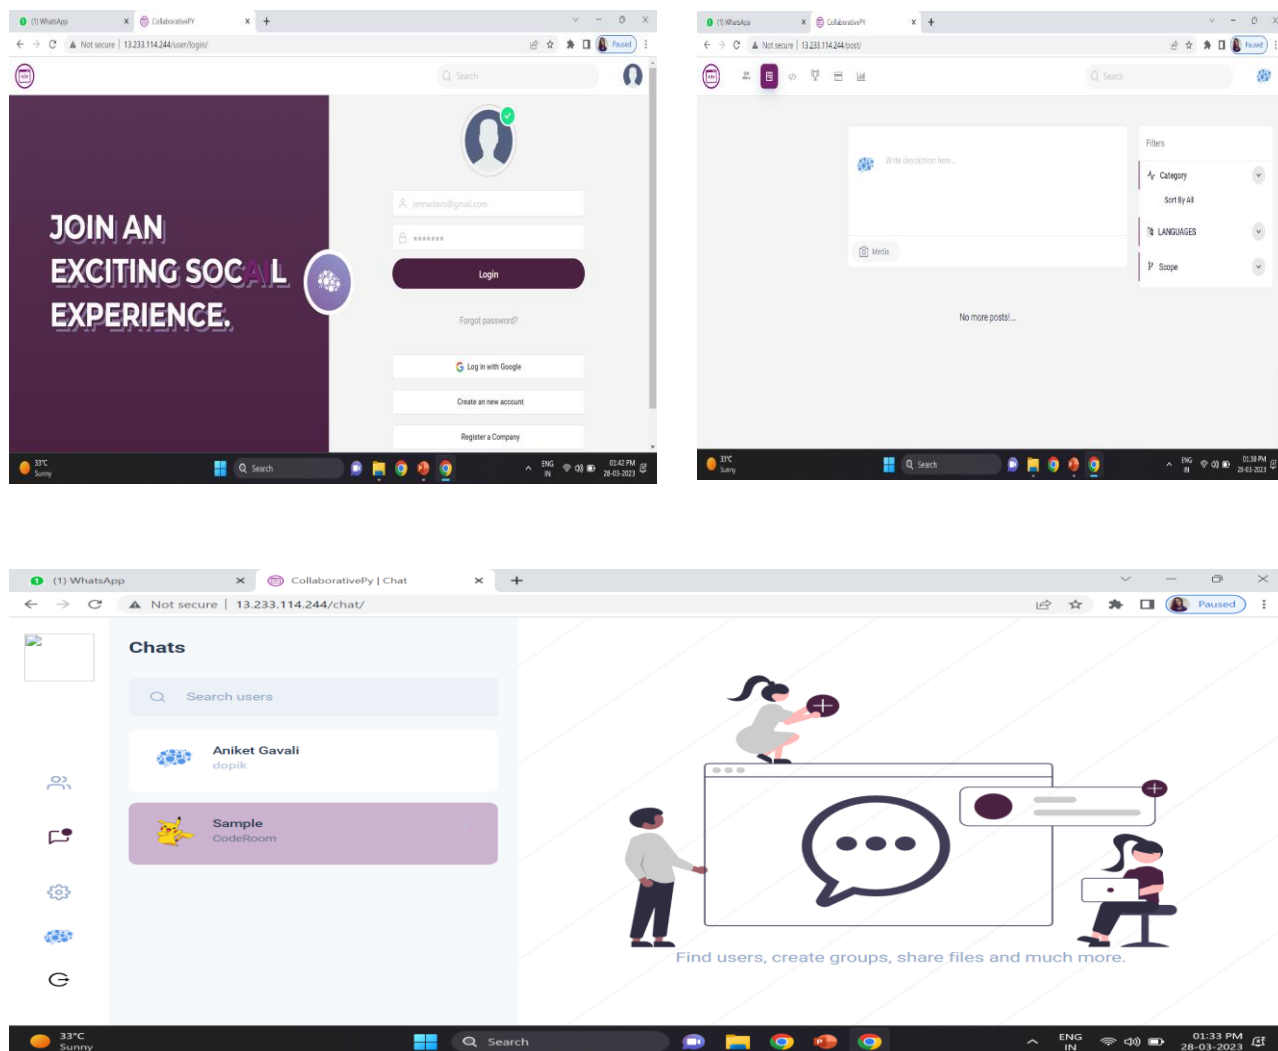 (1) WhatsApp
CollaborativePY
Not secure | 13.233.114.244/user/login/
Paused
Search
JOIN AN
EXCITING SOCAIL
EXPERIENCE.
jennadavis@gmail.com
Login
Forgot password?
Log in with Google
Create an new account
Register a Company
33°C
Sunny
Search
ENG
IN
01:42 PM
28-03-2023
(1) WhatsApp
CollaborativePY
Not secure | 13.233.114.244/post/
Paused
Search
Write description here..
Media
Filters
Category
Sort By All
LANGUAGES
Scope
No more posts!...
33°C
Sunny
Search
ENG
IN
01:38 PM
28-03-2023
(1) WhatsApp
CollaborativePy | Chat
Not secure | 13.233.114.244/chat/
Paused
Chats
Search users
Aniket Gavali
dopik
Sample
CodeRoom
Find users, create groups, share files and much more.
33°C
Sunny
Search
ENG
IN
01:33 PM
28-03-2023